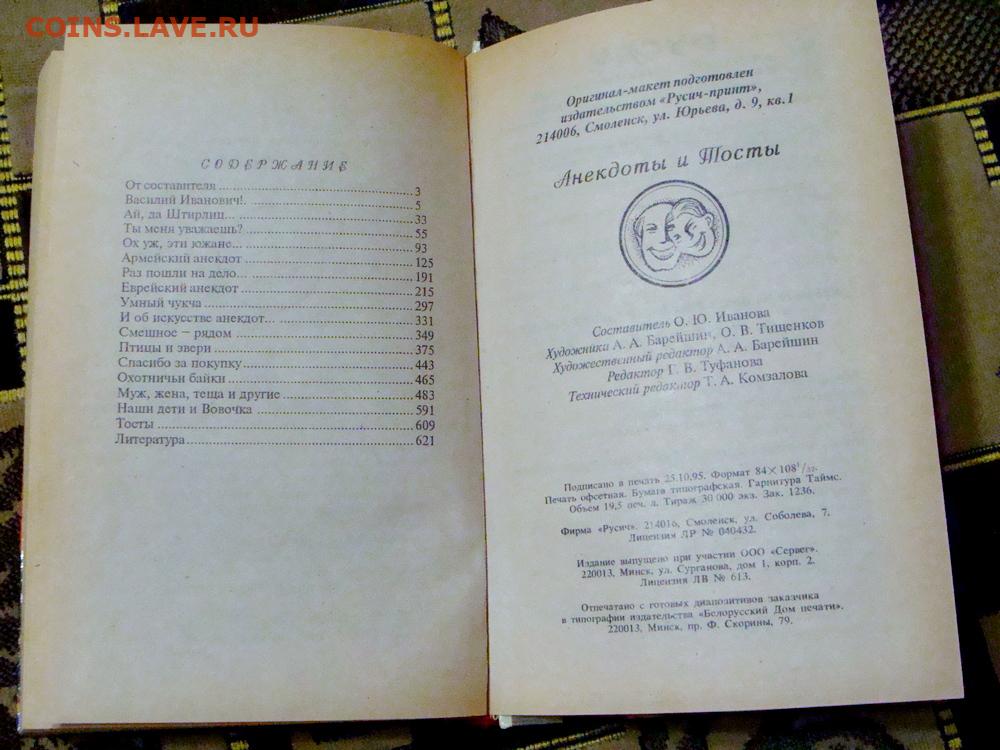 COINS.LAVE.RU
СОДЕРЖАНИЕ
От составителя 3
Василий Иванович!. 5
Ай, да Штирлиц... 33
Ты меня уважаешь? 55
Ох уж, эти южане... 93
Армейский анекдот 125
Раз пошли на дело... 191
Еврейский анекдот 215
Умный чукча 297
И об искусстве анекдот... 331
Смешное – рядом 349
Птицы и звери 375
Спасибо за покупку 443
Охотничьи байки 465
Муж, жена, теща и другие 483
Наши дети и Вовочка 591
Тосты 609
Литература 621
Оригинал-макет подготовлен
издательством «Русич-принт»,
214006, Смоленск, ул. Юрьева, д. 9, кв.1
Анекдоты и Тосты
Составитель О. Ю. Иванова
Художники А. А. Барейшин, О. В. Тищенков
Художественный редактор А. А. Барейшин
Редактор Г. В. Туфанова
Технический редактор Т. А. Комзалова
Подписано в печать 25.10.95. Формат 84×108¹/₃₂.
Печать офсетная. Бумага типографская. Гарнитура Таймс.
Объем 19,5 печ. л. Тираж 30 000 экз. Зак. 1236.
Фирма «Русич». 214016, Смоленск, ул. Соболева, 7.
Лицензия ЛР № 040432.
Издание выпущено при участии ООО «Сервег».
220013, Минск, ул. Сурганова, дом 1, корп. 2.
Лицензия ЛВ № 613.
Отпечатано с готовых диапозитивов заказчика
в типографии издательства «Белорусский Дом печати».
220013, Минск, пр. Ф. Скорины, 79.